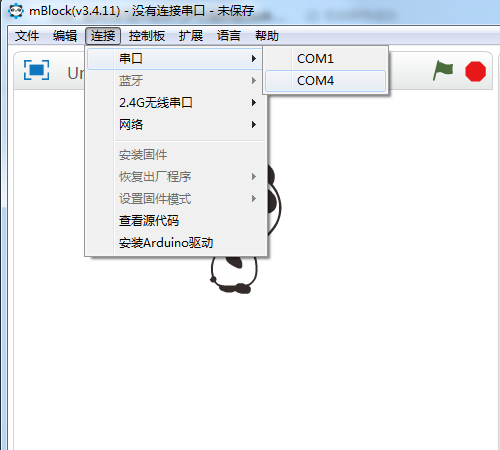 mBlock(v3.4.11) - 没有连接串口 - 未保存
文件 编辑 连接 控制板 扩展 语言 帮助
串口
COM1
蓝牙
COM4
2.4G无线串口
网络
安装固件
恢复出厂程序
设置固件模式
查看源代码
安装Arduino驱动